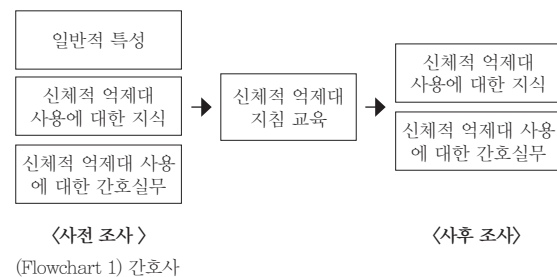 일반적 특성
신체적 억제대
사용에 대한 지식
신체적 억제대 사용
에 대한 간호실무
〈사전 조사 〉
신체적 억제대
지침 교육
신체적 억제대
사용에 대한 지식
신체적 억제대 사용
에 대한 간호실무
〈사후 조사〉
(Flowchart 1) 간호사